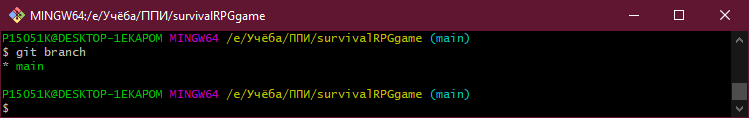 MINGW64:/e/Учёба/ППИ/survivalRPGgame
P15051K@DESKTOP-1EKAPOM MINGW64 /e/Учёба/ППИ/survivalRPGgame (main)
$ git branch
* main
P15051K@DESKTOP-1EKAPOM MINGW64 /e/Учёба/ППИ/survivalRPGgame (main)
$